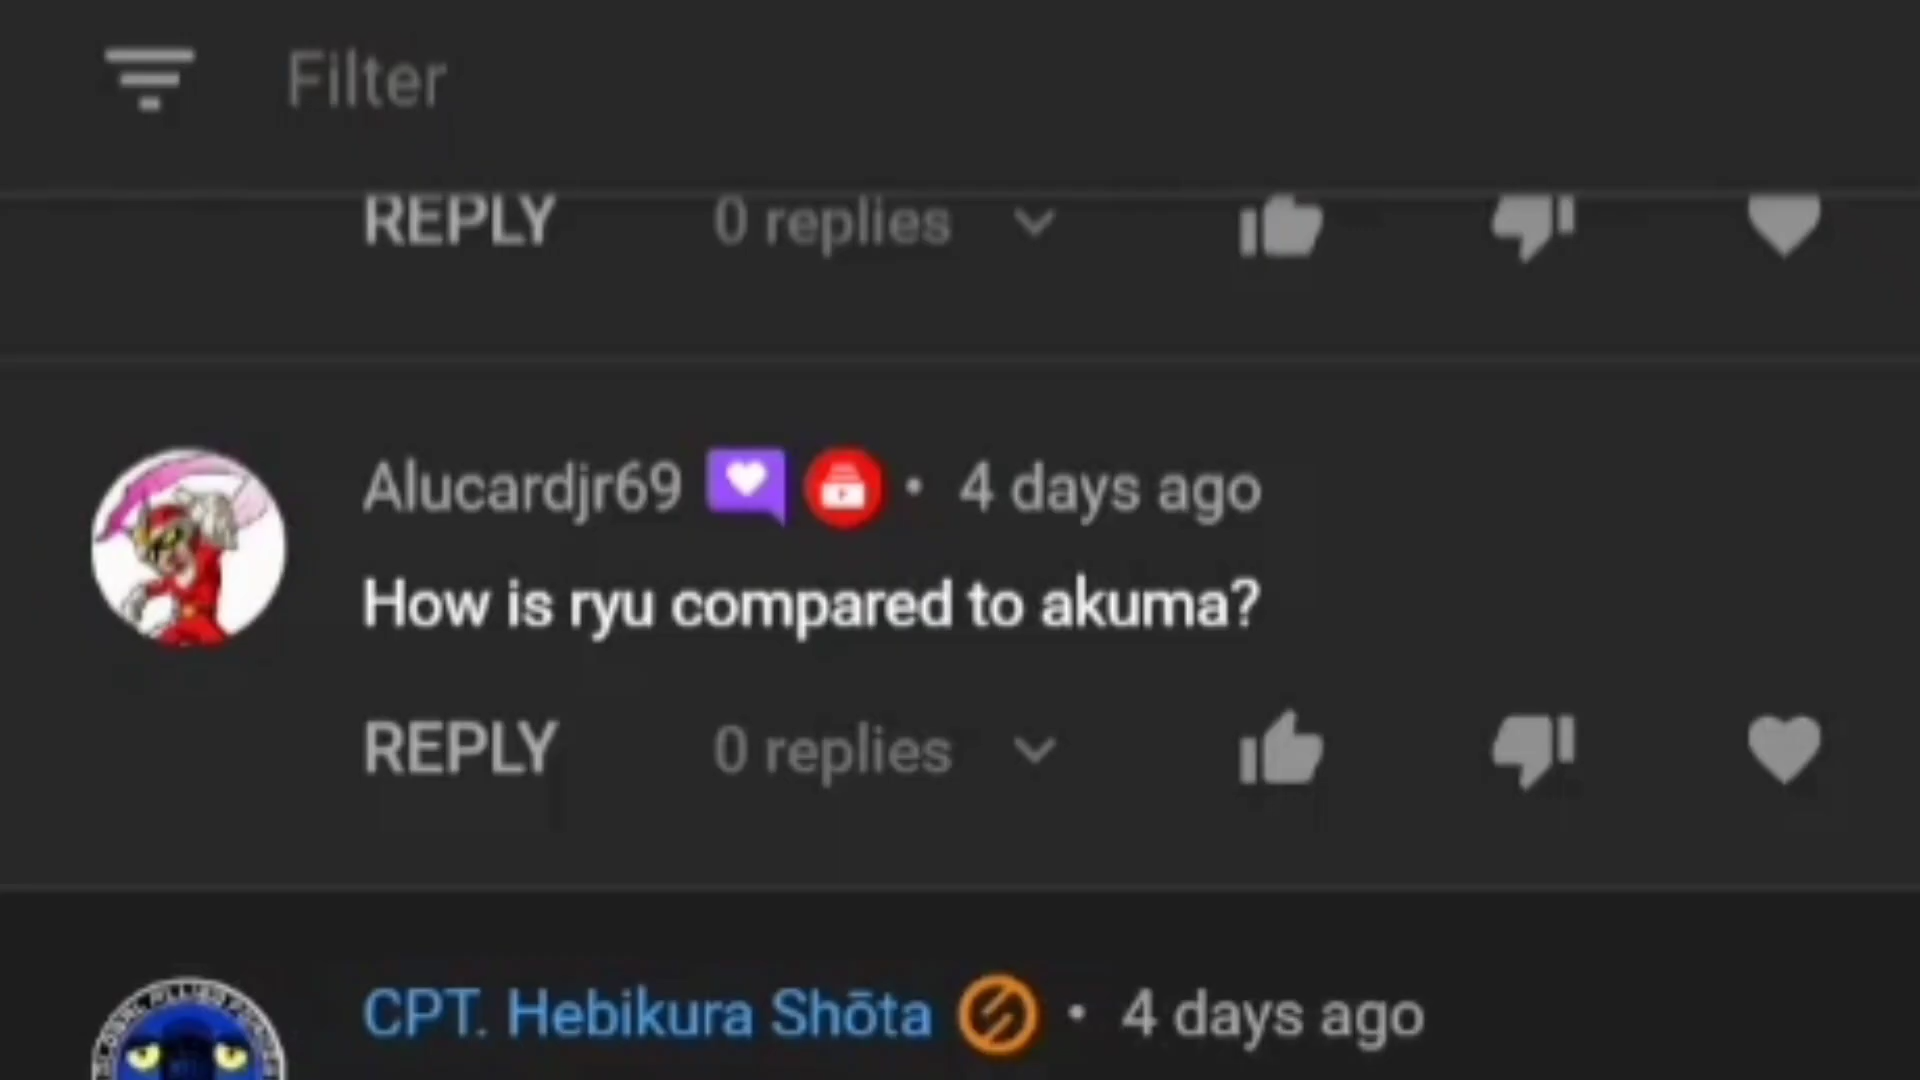 Filter
REPLY 0 replies
Alucardjr69 • 4 days ago
How is ryu compared to akuma?
REPLY 0 replies
CPT. Hebikura Shōta • 4 days ago